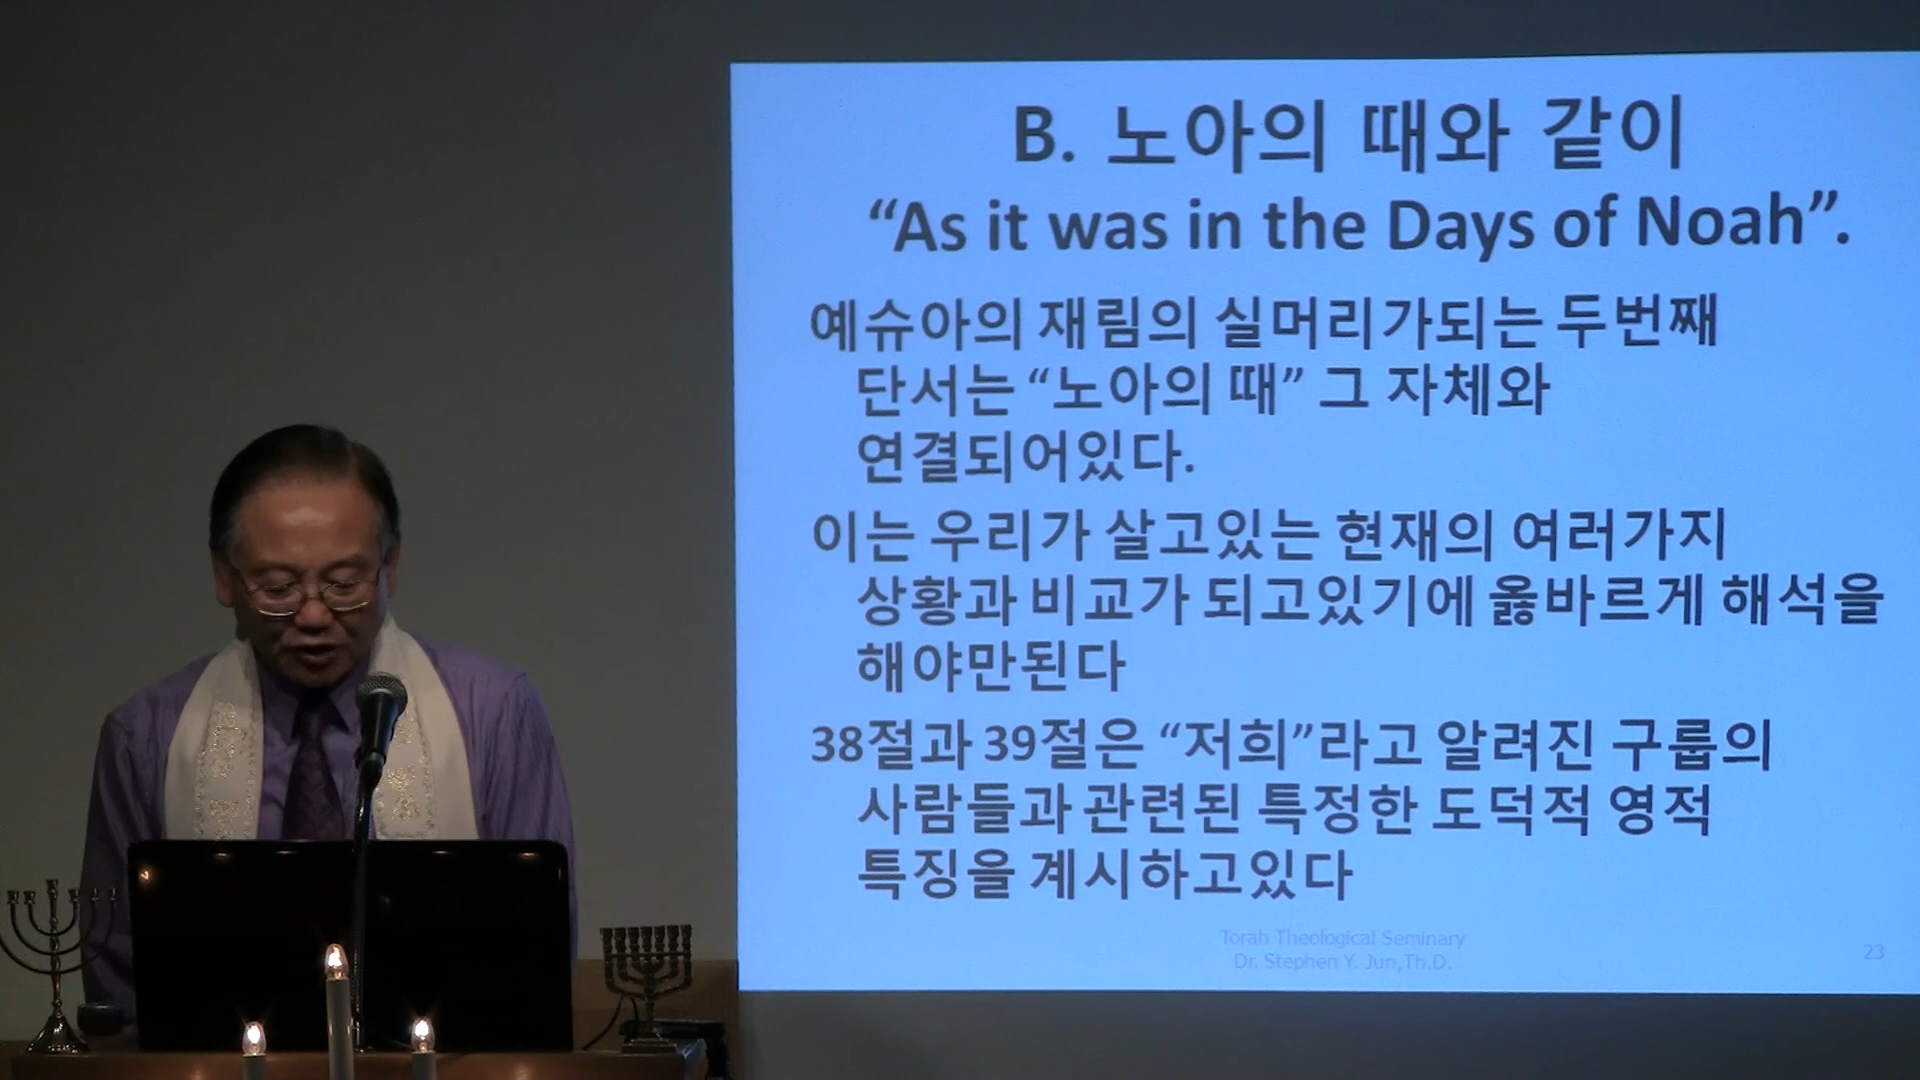 B. 노아의 때와 같이
“As it was in the Days of Noah”.
예슈아의 재림의 실머리가되는 두번째
단서는 “노아의 때” 그 자체와
연결되어있다.
이는 우리가 살고있는 현재의 여러가지
상황과 비교가 되고있기에 옳바르게 해석을
해야만된다
38절과 39절은 “저희”라고 알려진 구룹의
사람들과 관련된 특정한 도덕적 영적
특징을 계시하고있다
Torah Theological Seminary
Dr. Stephen Y. Jun,Th.D.
23